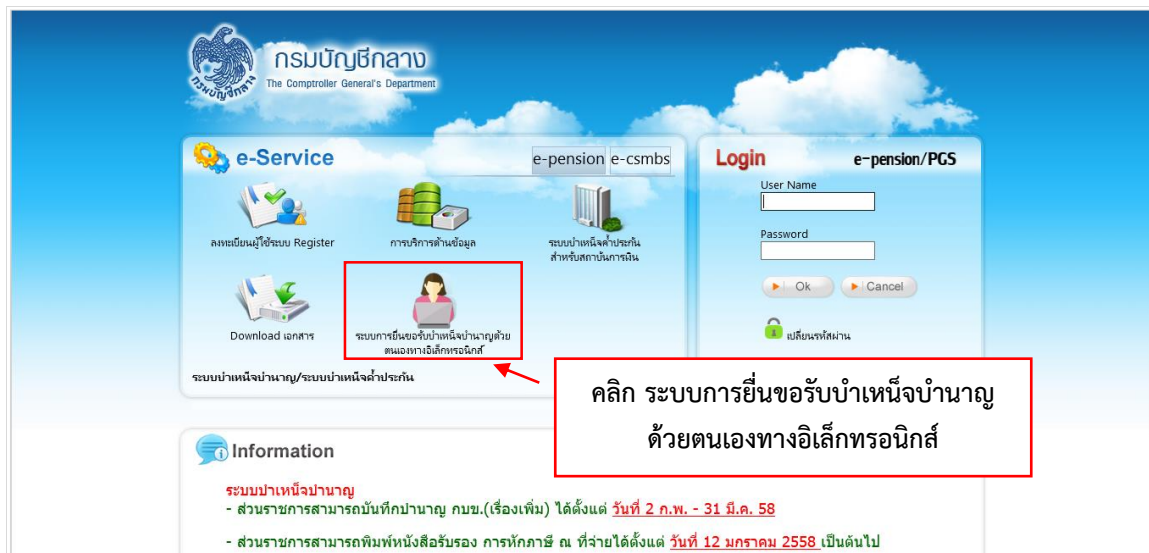 กรมบัญชีกลาง
The Comptroller General's Department
กรมบัญชีกลาง
e-Service
e-pension e-csmbs
ลงทะเบียนผู้ใช้ระบบ Register
การบริการด้านข้อมูล
ระบบบำเหน็จค้ำประกัน
สำหรับสถาบันการเงิน
Download เอกสาร
ระบบการยื่นขอรับบำเหน็จบำนาญด้วย
ตนเองทางอิเล็กทรอนิกส์
ระบบบำเหน็จบำนาญ/ระบบบำเหน็จค้ำประกัน
Login e-pension/PGS
User Name
Password
Ok Cancel
เปลี่ยนรหัสผ่าน
คลิก ระบบการยื่นขอรับบำเหน็จบำนาญ
ด้วยตนเองทางอิเล็กทรอนิกส์
Information
ระบบบำเหน็จบำนาญ
- ส่วนราชการสามารถบันทึกบำนาญ กบข.(เรื่องเพิ่ม) ได้ตั้งแต่ วันที่ 2 ก.พ. - 31 มี.ค. 58
- ส่วนราชการสามารถพิมพ์หนังสือรับรอง การหักภาษี ณ ที่จ่ายได้ตั้งแต่ วันที่ 12 มกราคม 2558 เป็นต้นไป